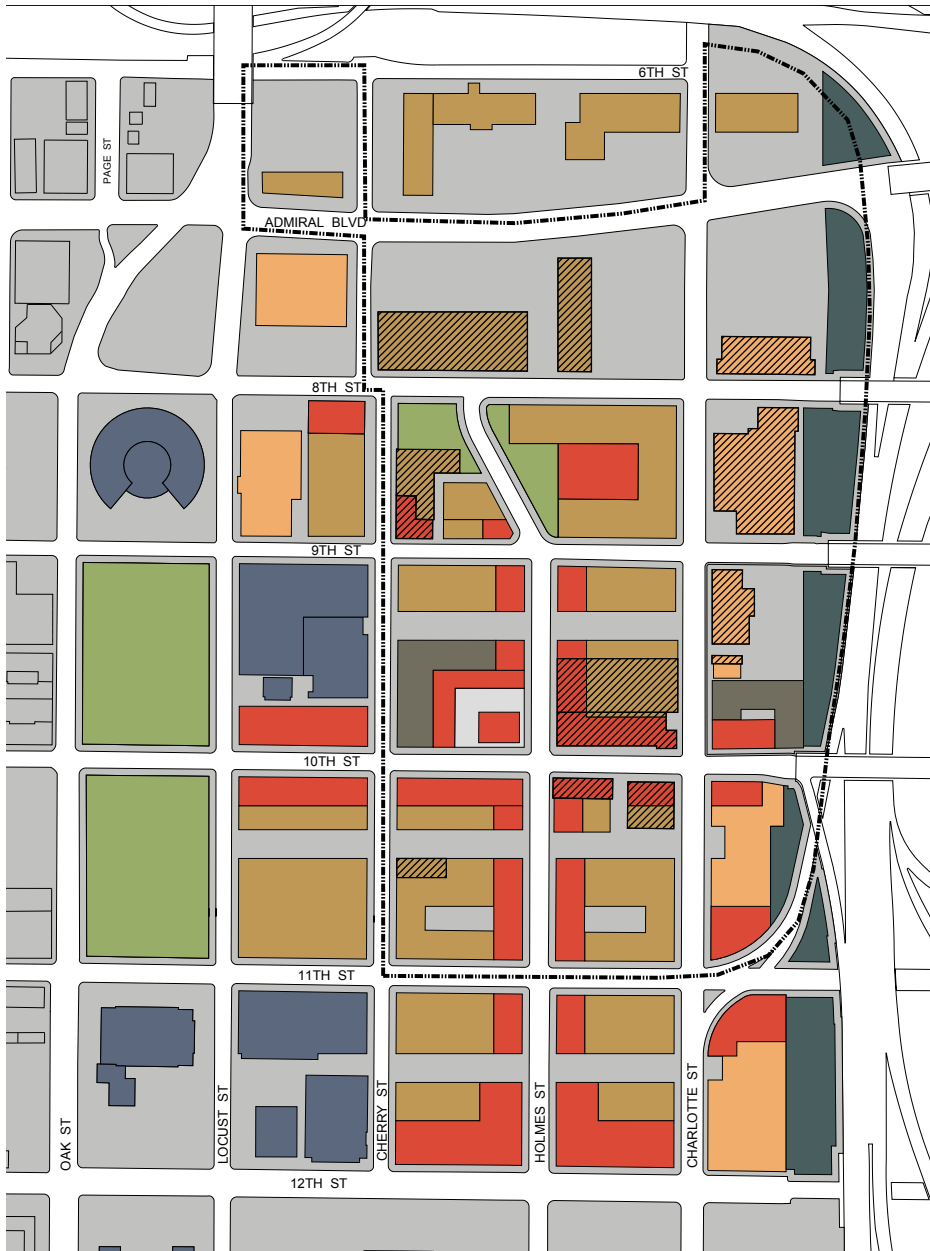 6TH ST
PAGE ST
ADMIRAL BLVD
8TH ST
9TH ST
10TH ST
11TH ST
OAK ST
LOCUST ST
CHERRY ST
HOLMES ST
CHARLOTTE ST
12TH ST